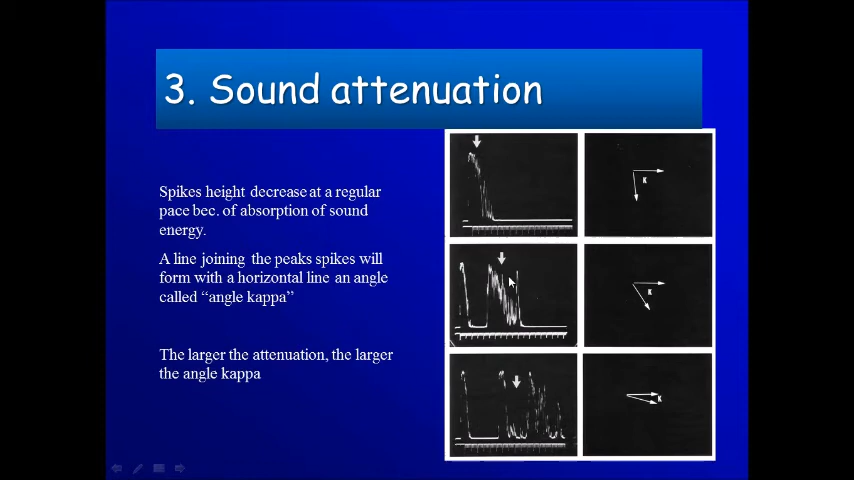 3. Sound attenuation
Spikes height decrease at a regular
pace bec. of absorption of sound
energy.
A line joining the peaks spikes will
form with a horizontal line an angle
called “angle kappa”
The larger the attenuation, the larger
the angle kappa
K
K
K